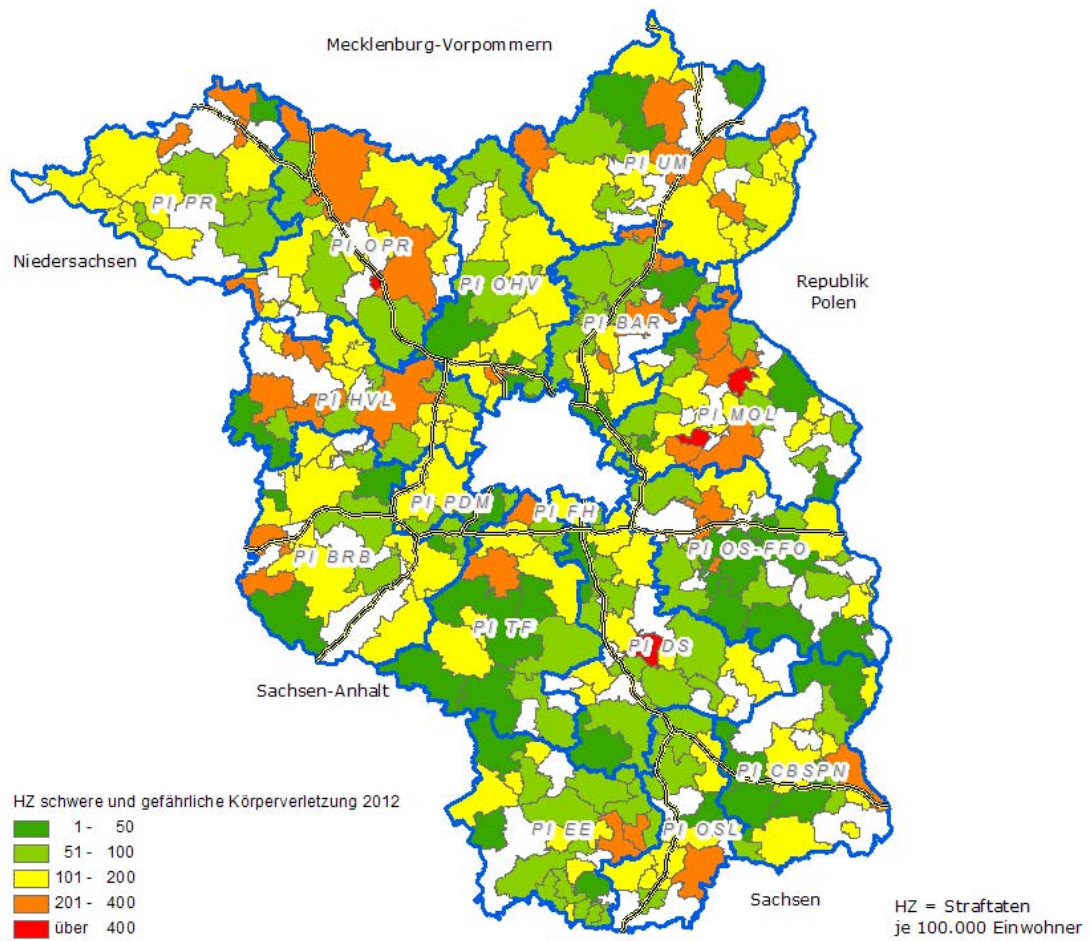 Mecklenburg-Vorpommern
PI UM
PI PR
PI OPR
Niedersachsen
PI OHV
Republik
Polen
PI BAR
PI HVL
PI MOL
PI PDM
PI FH
PI BRB
PI OS-FFO
PI TF
PI DS
Sachsen-Anhalt
PI CBSPN
HZ schwere und gefährliche Körperverletzung 2012
1 - 50
51 - 100
101 - 200
201 - 400
über 400
PI EE
PI OSL
Sachsen
HZ = Straftaten
je 100.000 Einwohner